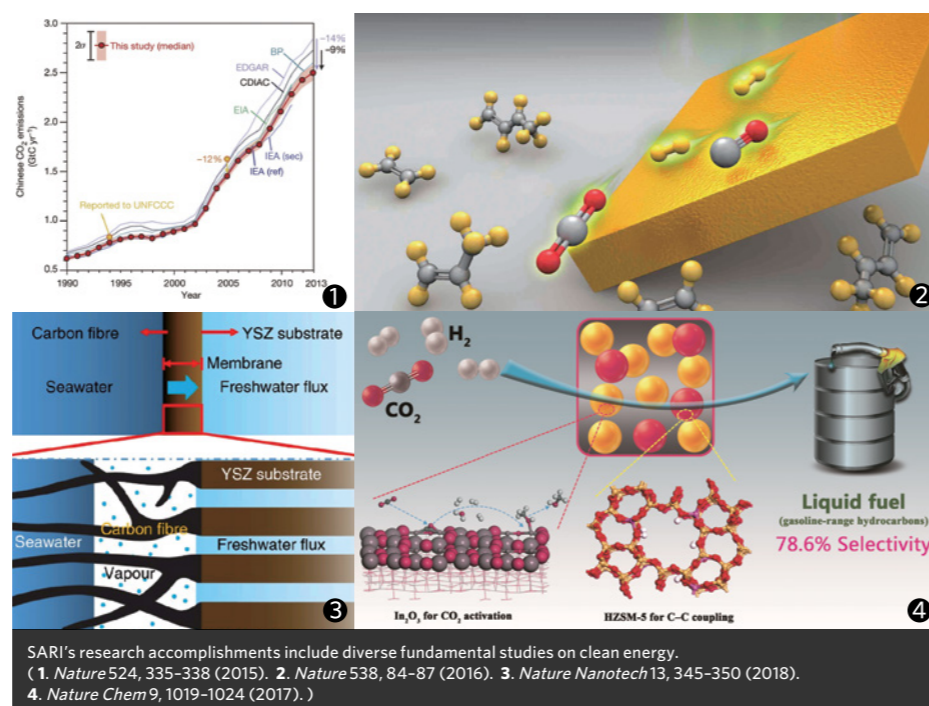 3.0
2.5
2.0
1.5
1.0
0.5
Chinese CO₂ emissions
(GtC yr⁻¹)
2σ
This study (median)
BP
EDGAR
CDIAC
EIA
−14%
−9%
−12%
IEA (sec)
IEA (ref)
Reported to UNFCCC
1990
1995
2000
2005
2010
2013
Year
1
2
Carbon fibre
YSZ substrate
Membrane
Seawater
Freshwater flux
YSZ substrate
Carbon fibre
Seawater
Freshwater flux
Vapour
3
H₂
CO₂
Liquid fuel
(gasoline-range hydrocarbons)
78.6% Selectivity
In₂O₃ for CO₂ activation
HZSM-5 for C–C coupling
4
SARI's research accomplishments include diverse fundamental studies on clean energy.
(1. Nature 524, 335–338 (2015). 2. Nature 538, 84–87 (2016). 3. Nature Nanotech 13, 345–350 (2018).
4. Nature Chem 9, 1019–1024 (2017). )